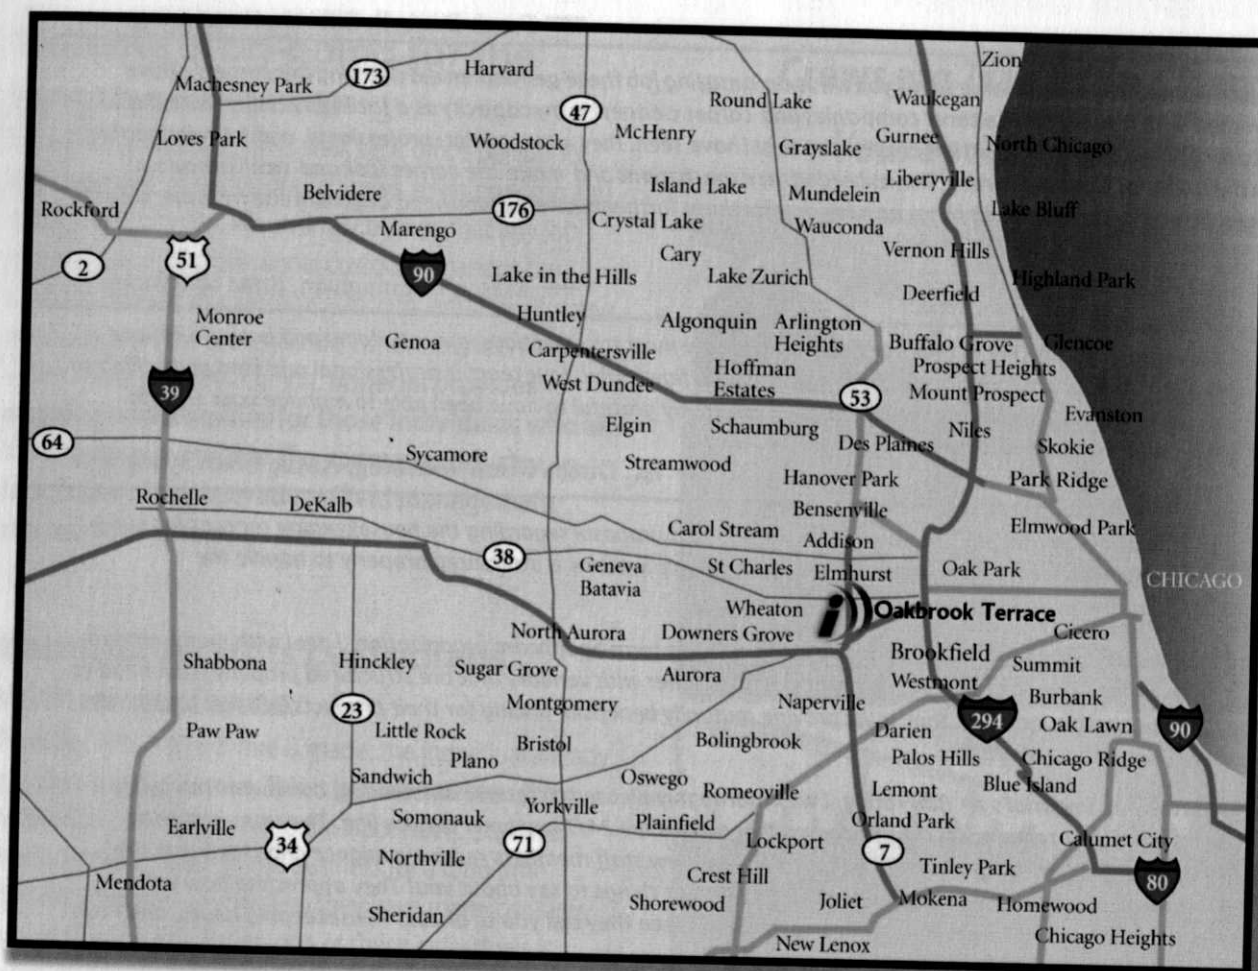 Zion
173
Harvard
Machesney Park
Round Lake
Waukegan
47
McHenry
Gurnee
Loves Park
Woodstock
Grayslake
North Chicago
Liberyville
Belvidere
Island Lake
Mundelein
Rockford
176
Crystal Lake
Lake Bluff
Marengo
Wauconda
2
51
90
Cary
Vernon Hills
Lake in the Hills
Lake Zurich
Highland Park
Deerfield
Monroe
Center
Huntley
Algonquin
Arlington
Heights
Genoa
Buffalo Grove
Glencoe
Carpentersville
Hoffman
Estates
Prospect Heights
39
West Dundee
53
Mount Prospect
Evanston
Elgin
Schaumburg
Niles
64
Des Plaines
Skokie
Sycamore
Streamwood
Hanover Park
Park Ridge
Rochelle
DeKalb
Bensenville
Carol Stream
Elmwood Park
Addison
38
Geneva
Batavia
St Charles
Elmhurst
Oak Park
CHICAGO
Wheaton
i
Oakbrook Terrace
North Aurora
Downers Grove
Cicero
Brookfield
Shabbona
Hinckley
Sugar Grove
Aurora
Summit
Westmont
Montgomery
Naperville
Burbank
23
294
90
Paw Paw
Little Rock
Bristol
Bolingbrook
Darien
Oak Lawn
Plano
Palos Hills
Chicago Ridge
Sandwich
Oswego
Romeoville
Lemont
Blue Island
Somonauk
Yorkville
Plainfield
Orland Park
Earlville
34
71
Lockport
7
Calumet City
Northville
Tinley Park
Mendota
Crest Hill
80
Sheridan
Shorewood
Joliet
Mokena
Homewood
New Lenox
Chicago Heights